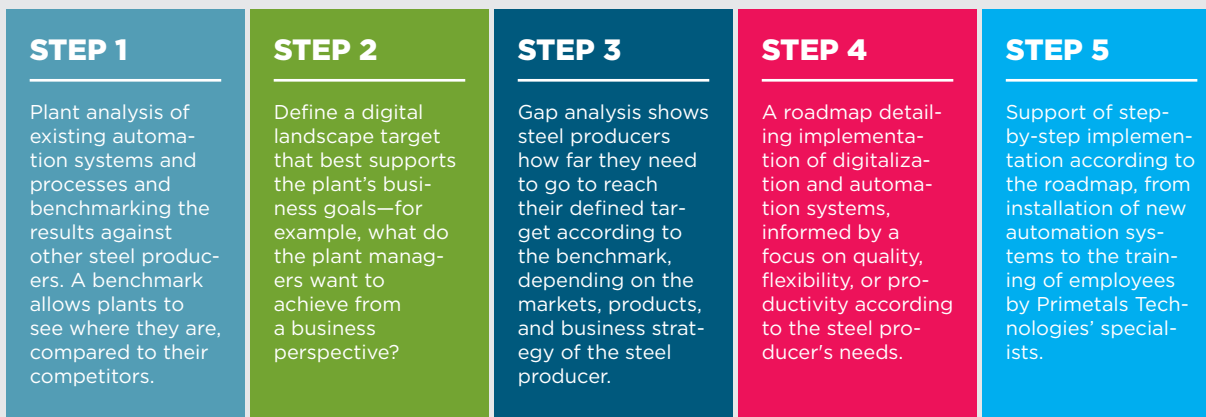 STEP 1
Plant analysis of
existing automa-
tion systems and
processes and
benchmarking the
results against
other steel produc-
ers. A benchmark
allows plants to
see where they are,
compared to their
competitors.
STEP 2
Define a digital
landscape target
that best supports
the plant’s busi-
ness goals—for
example, what do
the plant manag-
ers want to
achieve from
a business
perspective?
STEP 3
Gap analysis shows
steel producers
how far they need
to go to reach
their defined tar-
get according to
the benchmark,
depending on the
markets, products,
and business strat-
egy of the steel
producer.
STEP 4
A roadmap detail-
ing implementa-
tion of digitaliza-
tion and automa-
tion systems,
informed by a
focus on quality,
flexibility, or pro-
ductivity according
to the steel pro-
ducer's needs.
STEP 5
Support of step-
by-step implemen-
tation according to
the roadmap, from
installation of new
automation sys-
tems to the train-
ing of employees
by Primetals Tech-
nologies’ special-
ists.